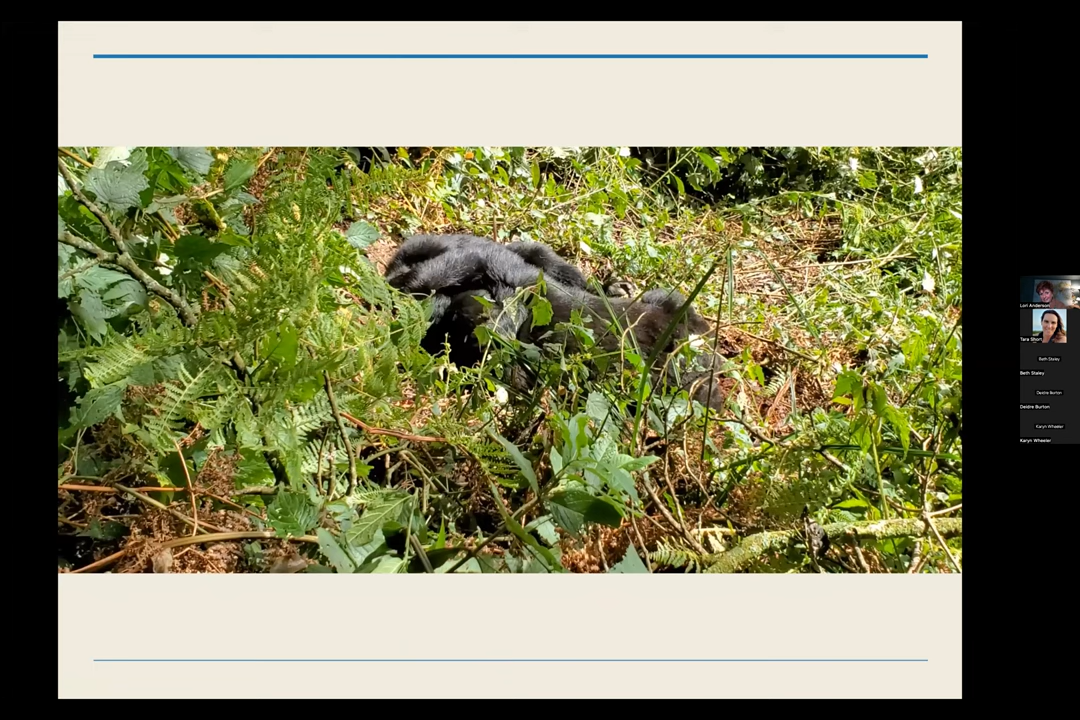 Lori Anderson
Tara Short
Beth Staley
Beth Staley
Deidre Burton
Deidre Burton
Karyn Wheeler
Karyn Wheeler